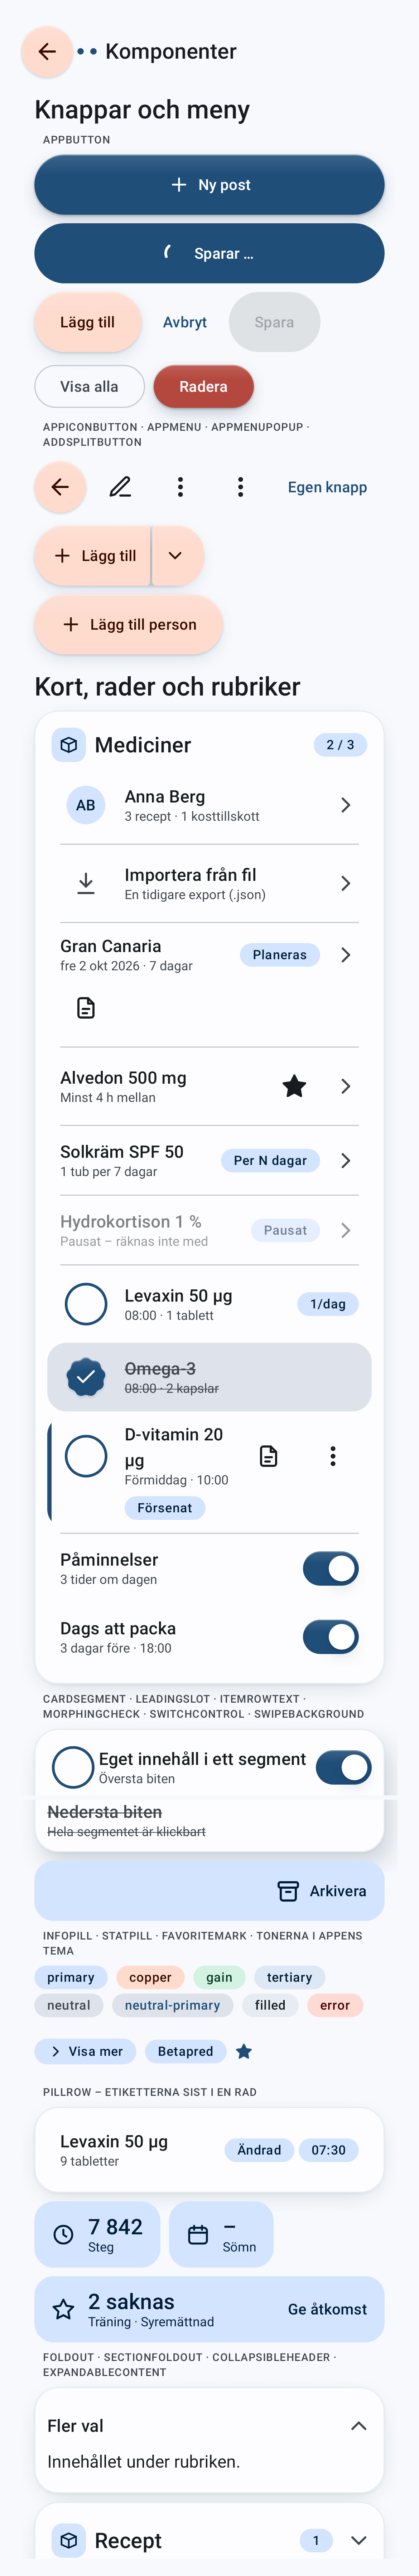 Komponenter
Knappar och meny
APPBUTTON
Ny post
Sparar ...
Lägg till
Avbryt
Spara
Visa alla
Radera
APPICONBUTTON · APPMENU · APPMENUPOPUP ·
ADDSPLITBUTTON
Egen knapp
Lägg till
Lägg till person
Kort, rader och rubriker
Mediciner
2 / 3
AB
Anna Berg
3 recept · 1 kosttillskott
Importera från fil
En tidigare export (.json)
Gran Canaria
fre 2 okt 2026 · 7 dagar
Planeras
Alvedon 500 mg
Minst 4 h mellan
Solkräm SPF 50
1 tub per 7 dagar
Per N dagar
Hydrokortison 1 %
Pausat – räknas inte med
Pausat
Levaxin 50 µg
08:00 · 1 tablett
1/dag
Omega-3
08:00 · 2 kapslar
D-vitamin 20
µg
Förmiddag · 10:00
Försenat
Påminnelser
3 tider om dagen
Dags att packa
3 dagar före · 18:00
CARDSEGMENT · LEADINGSLOT · ITEMROWTEXT ·
MORPHINGCHECK · SWITCHCONTROL · SWIPEBACKGROUND
Eget innehåll i ett segment
Översta biten
Nedersta biten
Hela segmentet är klickbart
Arkivera
INFOPILL · STATPILL · FAVORITEMARK · TONERNA I APPENS
TEMA
primary
copper
gain
tertiary
neutral
neutral-primary
filled
error
Visa mer
Betapred
PILLROW – ETIKETTERNA SIST I EN RAD
Levaxin 50 µg
9 tabletter
Ändrad
07:30
7 842
Steg
–
Sömn
2 saknas
Träning · Syremättnad
Ge åtkomst
FOLDOUT · SECTIONFOLDOUT · COLLAPSIBLEHEADER ·
EXPANDABLECONTENT
Fler val
Innehållet under rubriken.
Recept
1